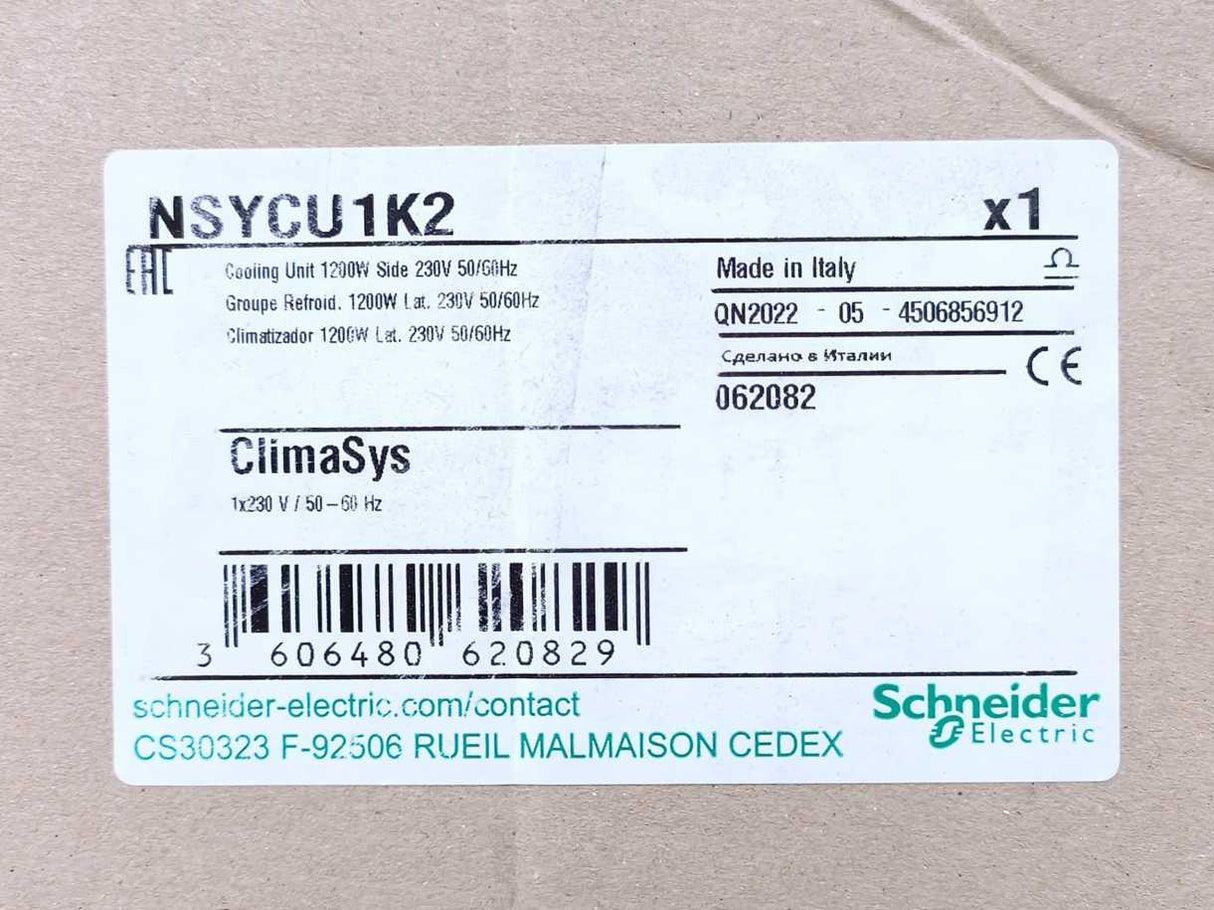 NSYCU1K2 x1
EAC
Cooling Unit 1200W Side 230V 50/60Hz
Groupe Refroid. 1200W Lat. 230V 50/60Hz
Climatizador 1200W Lat. 230V 50/60Hz
Made in Italy
QN2022 - 05 - 4506856912
Сделано в Италии
CE
062082
ClimaSys
1x230 V / 50-60 Hz
3 606480 620829
schneider-electric.com/contact
CS30323 F-92506 RUEIL MALMAISON CEDEX
Schneider
Electric